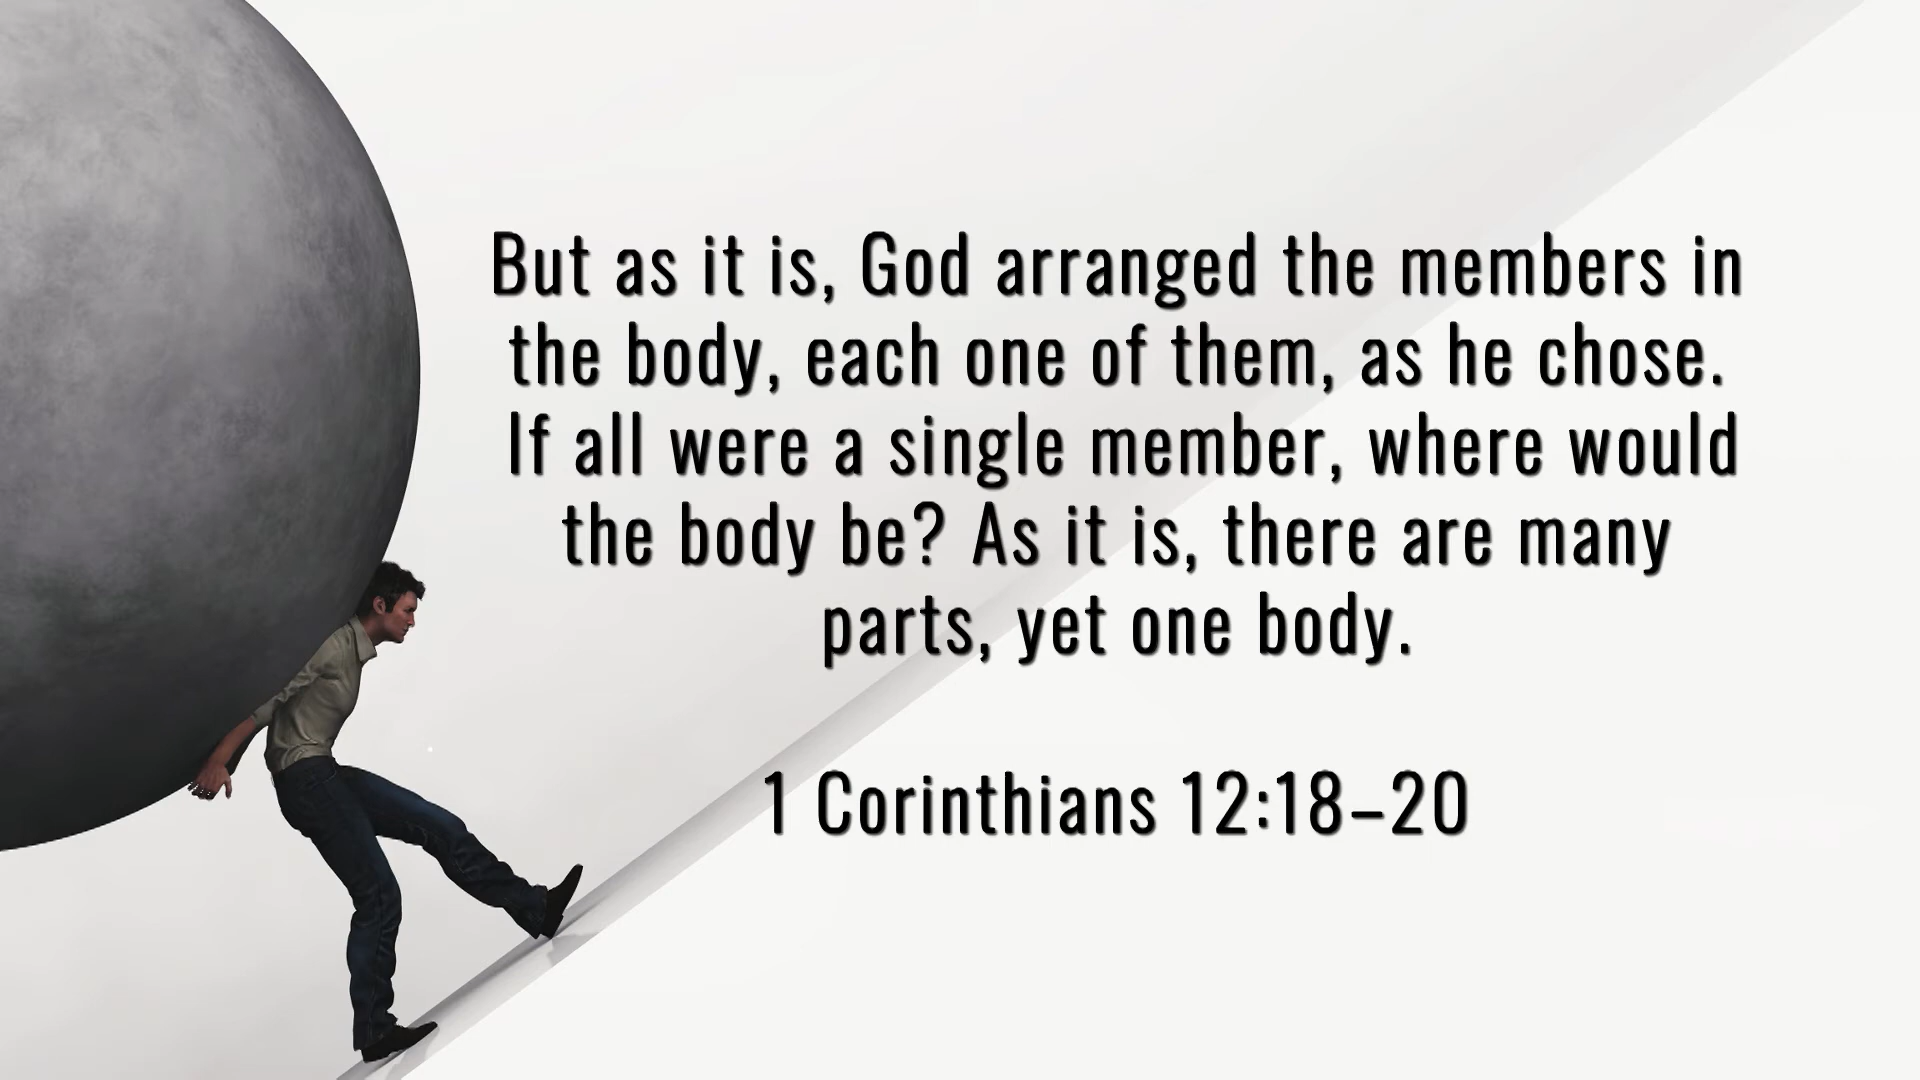 But as it is, God arranged the members in
the body, each one of them, as he chose.
If all were a single member, where would
the body be? As it is, there are many
parts, yet one body.
1 Corinthians 12:18–20